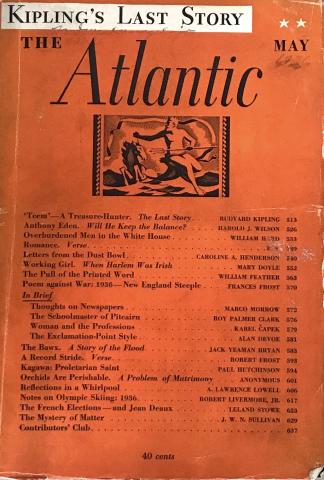 KIPLING'S LAST STORY
THE Atlantic MAY
'Teem'—A Treasure-Hunter. The Last Story. RUDYARD KIPLING 513
Anthony Eden. Will He Keep the Balance? HAROLD J. WILSON 526
Overburdened Men in the White House WILLIAM HARD 533
Romance. Verse
Letters from the Dust Bowl CAROLINE A. HENDERSON 540
Working Girl. When Harlem Was Irish MARY DOYLE 552
The Pull of the Printed Word WILLIAM FEATHER 563
Poem against War: 1936—New England Steeple FRANCES FROST 570
In Brief
Thoughts on Newspapers MARCO MORROW 572
The Schoolmaster of Pitcairn ROY PALMER CLARK 576
Woman and the Professions KAREL ČAPEK 579
The Exclamation-Point Style ALAN DEVOE 581
The Bawx. A Story of the Flood JACK YEAMAN BRYAN 583
A Record Stride. Verse ROBERT FROST 593
Kagawa: Proletarian Saint PAUL HUTCHINSON 594
Orchids Are Perishable. A Problem of Matrimony ANONYMOUS 601
Reflections in a Whirlpool A. LAWRENCE LOWELL 606
Notes on Olympic Skiing: 1936 ROBERT LIVERMORE, JR. 617
The French Elections—and Jean Deaux LELAND STOWE 623
The Mystery of Matter J. W. N. SULLIVAN 629
Contributors' Club 637
40 cents